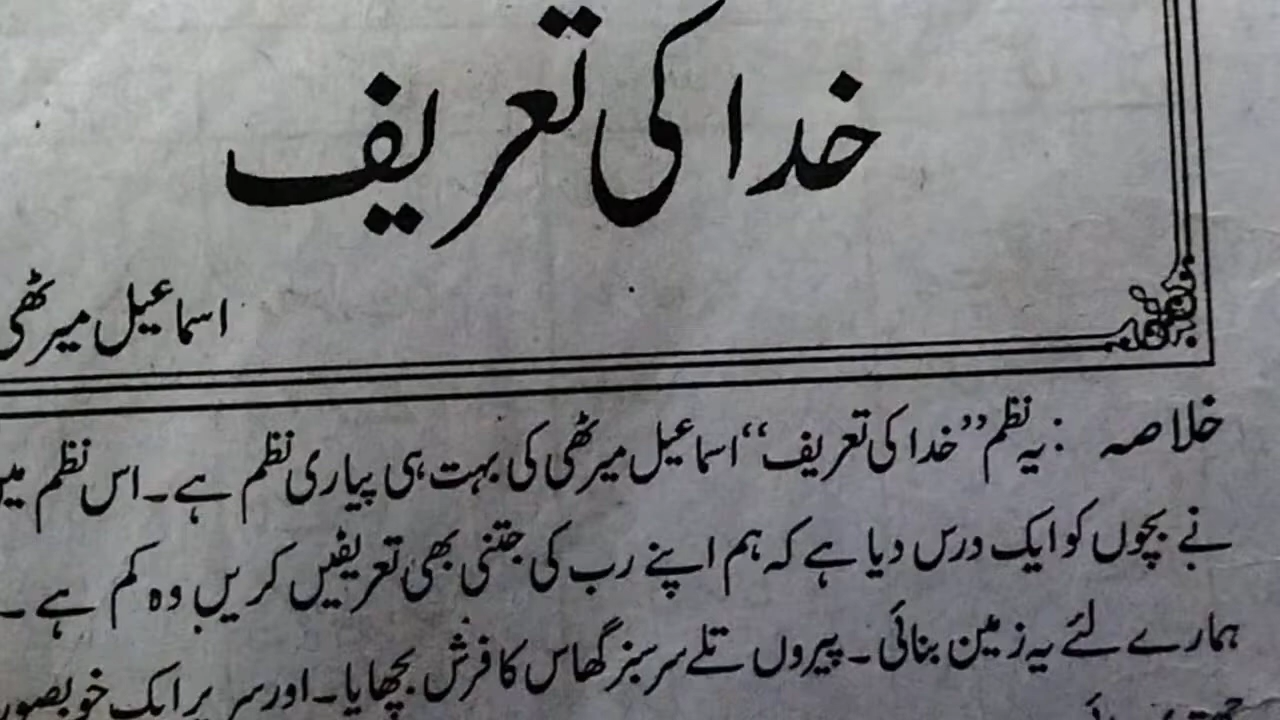 خدا کی تعریف
اسماعیل میرٹھی
خلاصہ : یہ نظم ”خدا کی تعریف“ اسماعیل میرٹھی کی بہت ہی پیاری نظم ہے۔ اس نظم میں
نے بچوں کو ایک درس دیا ہے کہ ہم اپنے رب کی جتنی بھی تعریفیں کریں وہ کم ہے۔
ہمارے لئے یہ زمین بنائی۔ پیروں تلے سرسبز گھاس کا فرش بچھایا۔ اور سر پر ایک